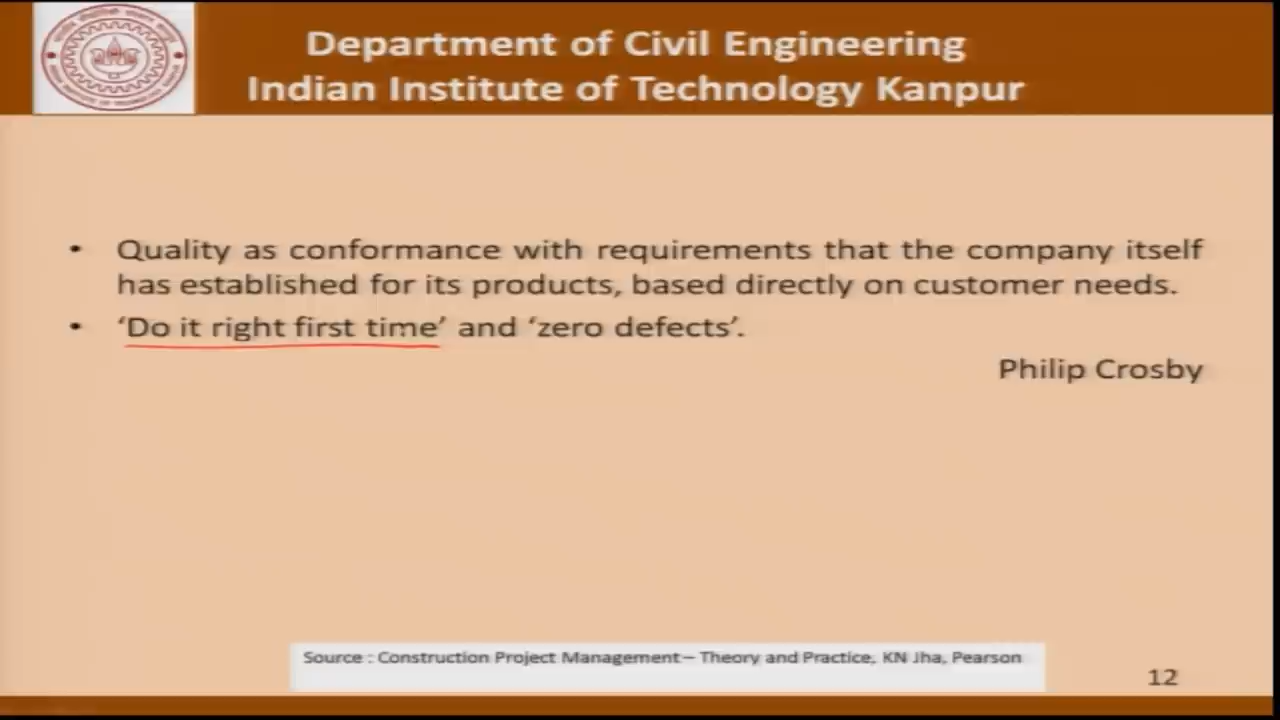 Department of Civil Engineering
Indian Institute of Technology Kanpur
• Quality as conformance with requirements that the company itself
has established for its products, based directly on customer needs.
• ‘Do it right first time’ and ‘zero defects’.
Philip Crosby
Source : Construction Project Management – Theory and Practice, KN Jha, Pearson
12